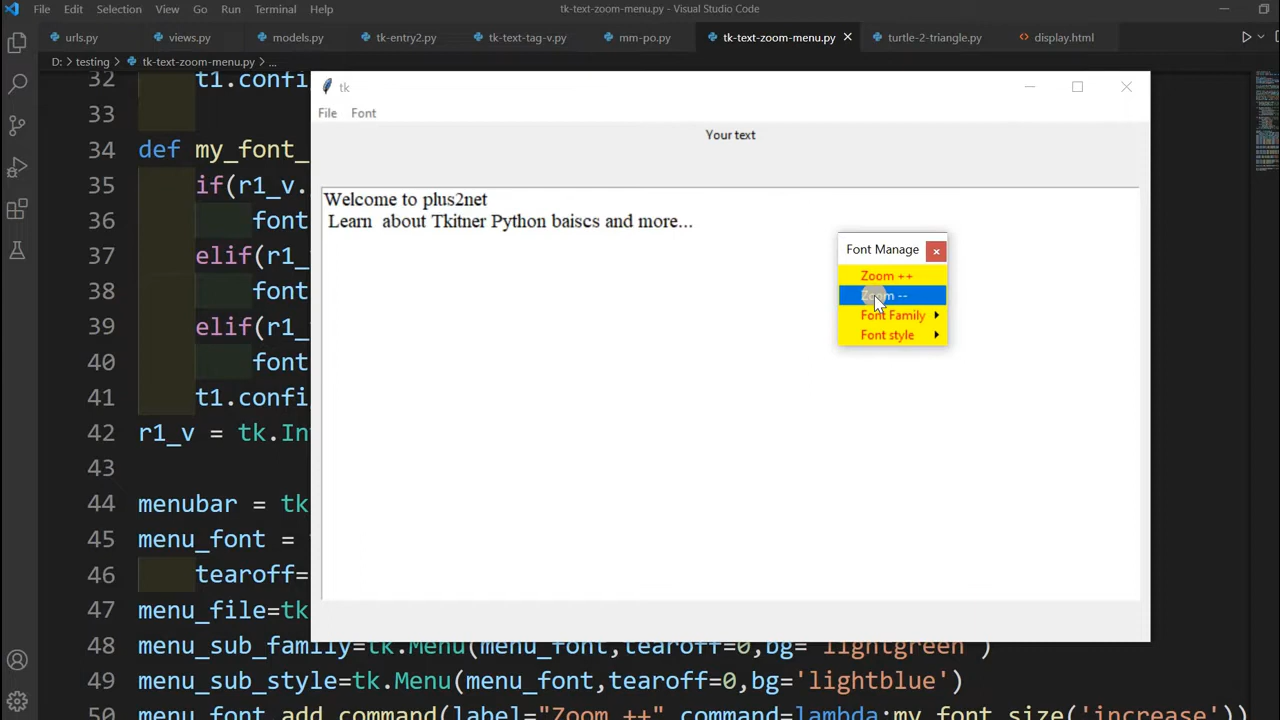 File Edit Selection View Go Run Terminal Help tk-text-zoom-menu.py - Visual Studio Code
urls.py views.py models.py tk-entry2.py tk-text-tag-v.py mm-po.py tk-text-zoom-menu.py turtle-2-triangle.py display.html
D: > testing > tk-text-zoom-menu.py > ...
tk
File Font
Your text
Welcome to plus2net
Learn about Tkitner Python baiscs and more...
Font Manage
Zoom ++
Zoom --
Font Family
Font style
32 t1.confi
33
34 def my_font_
35 if(r1_v.
36 font
37 elif(r1_
38 font
39 elif(r1_
40 font
41 t1.confi
42 r1_v = tk.In
43
44 menubar = tk
45 menu_font =
46 tearoff=
47 menu_file=tk
48 menu_sub_family=tk.Menu(menu_font,tearoff=0,bg='lightgreen')
49 menu_sub_style=tk.Menu(menu_font,tearoff=0,bg='lightblue')
50 menu_font.add_command(label="Zoom ++",command=lambda:my_font_size('increase'))